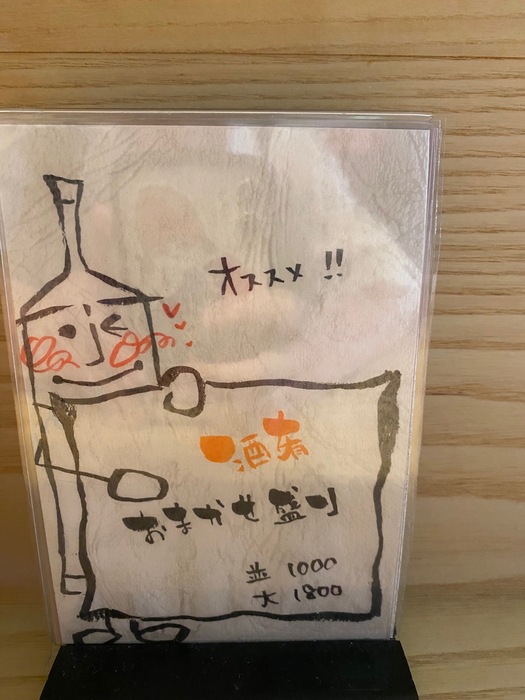 オススメ !!
酒肴
おまかせ盛り
並 1000
大 1800